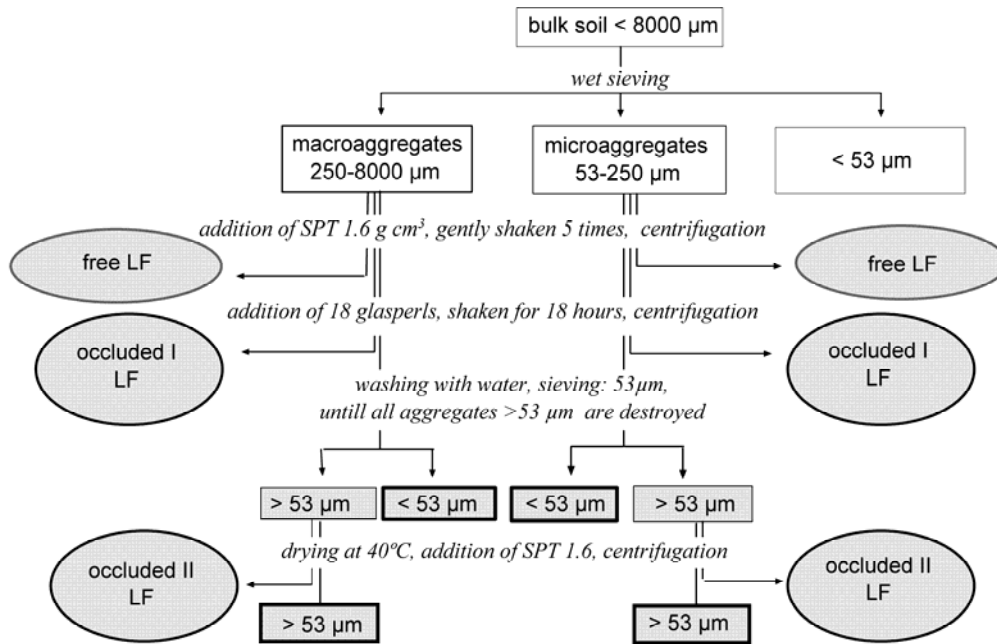 bulk soil < 8000 µm
wet sieving
macroaggregates
250-8000 µm
microaggregates
53-250 µm
< 53 µm
addition of SPT 1.6 g cm³, gently shaken 5 times, centrifugation
free LF
free LF
addition of 18 glasperls, shaken for 18 hours, centrifugation
occluded I
LF
occluded I
LF
washing with water, sieving: 53µm,
untill all aggregates >53 µm are destroyed
> 53 µm
< 53 µm
< 53 µm
> 53 µm
drying at 40ºC, addition of SPT 1.6, centrifugation
occluded II
LF
occluded II
LF
> 53 µm
> 53 µm